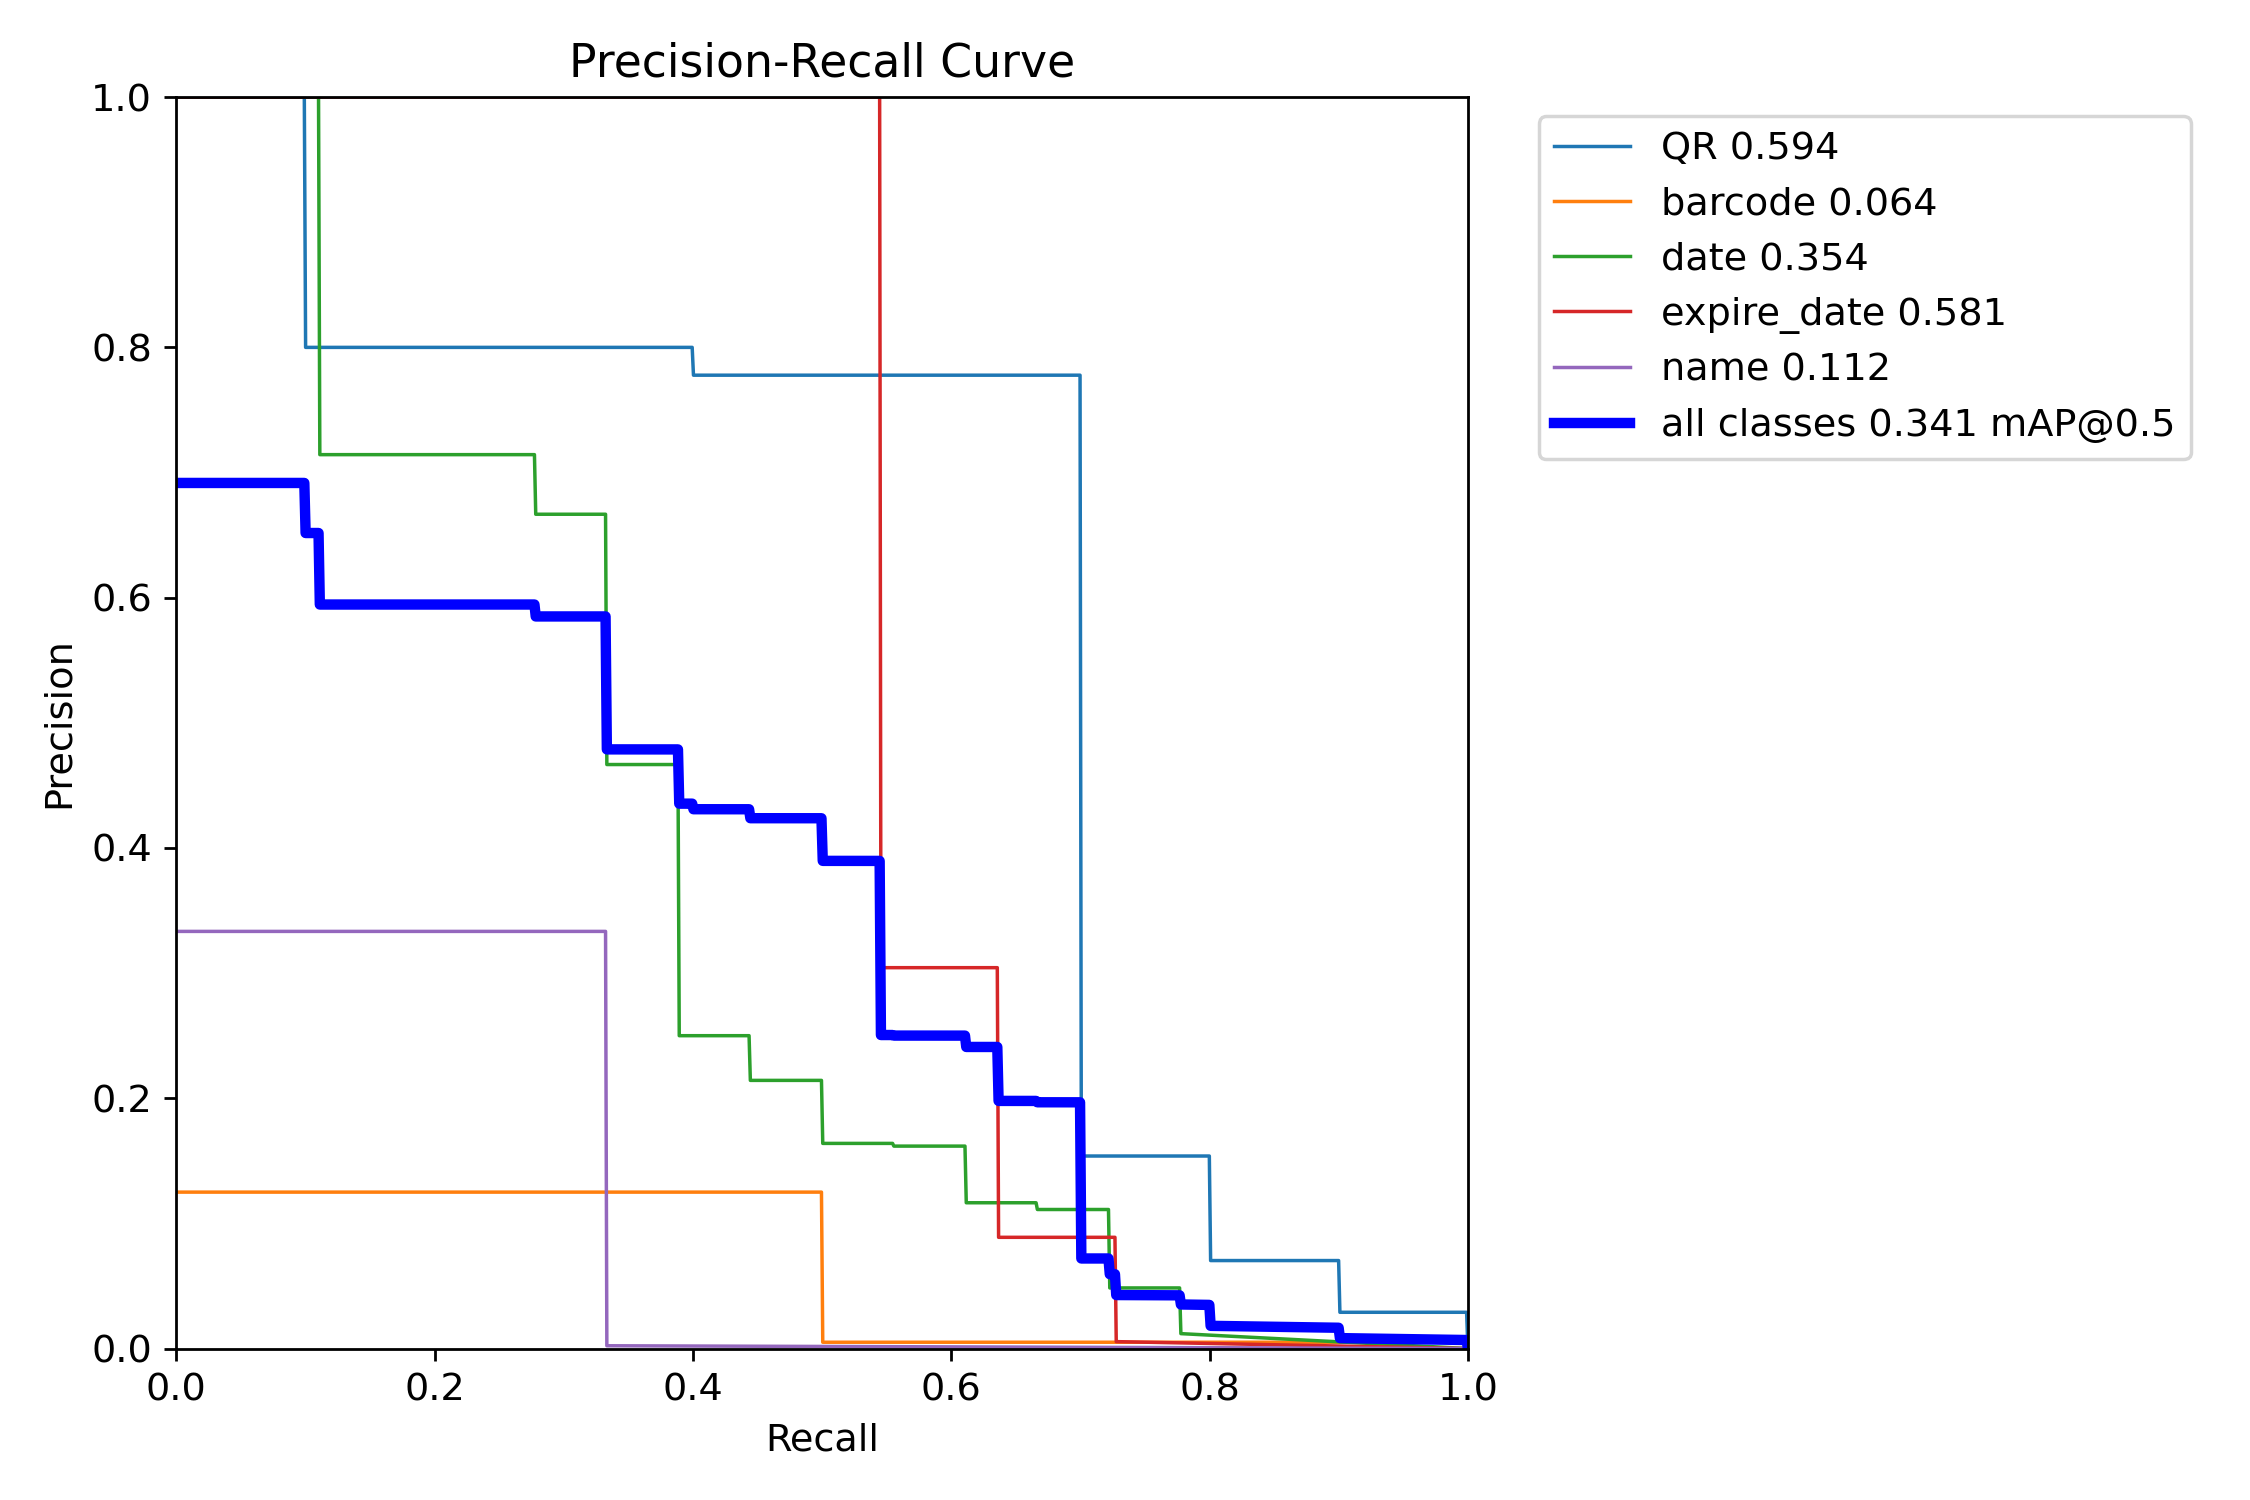 Precision-Recall Curve
1.0
0.8
0.6
0.4
0.2
0.0
Precision
0.0 0.2 0.4 0.6 0.8 1.0
Recall
QR 0.594
barcode 0.064
date 0.354
expire_date 0.581
name 0.112
all classes 0.341 mAP@0.5